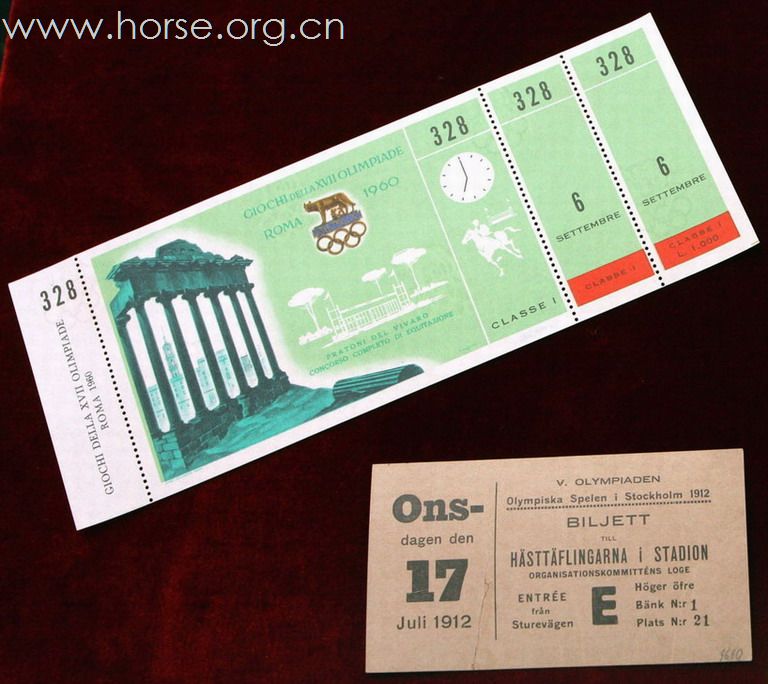 www.horse.org.cn
328
GIOCHI DELLA XVII OLIMPIADE
ROMA 1960
GIOCHI DELLA XVII OLIMPIADE
ROMA 1960
PRATONI DEL VIVARO
CONCORSO COMPLETO DI EQUITAZIONE
328
CLASSE I
328
6
SETTEMBRE
CLASSE I
328
6
SETTEMBRE
CLASSE I
L. 1.000
Ons-
dagen den
17
Juli 1912
V. OLYMPIADEN
Olympiska Spelen i Stockholm 1912
BILJETT
TILL
HÄSTTÄFLINGARNA i STADION
ORGANISATIONSKOMMITTÉNS LOGE
ENTRÉE
från
Sturevägen
E
Höger öfre
Bänk N:r 1
Plats N:r 21
1610